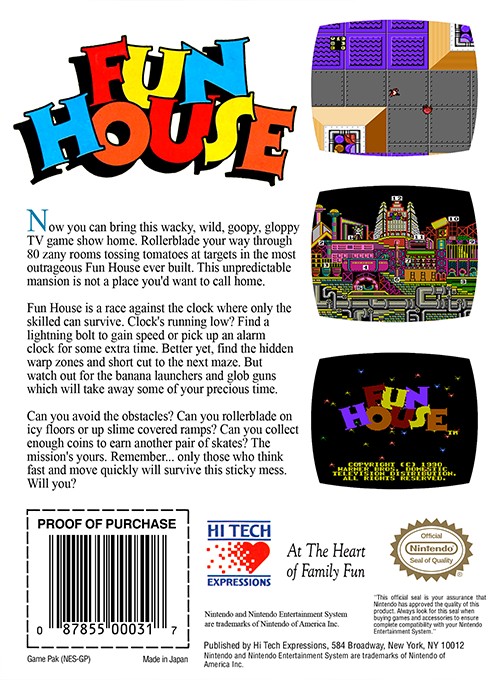 FUN
HOUSE
Now you can bring this wacky, wild, goopy, gloppy
TV game show home. Rollerblade your way through
80 zany rooms tossing tomatoes at targets in the most
outrageous Fun House ever built. This unpredictable
mansion is not a place you'd want to call home.
Fun House is a race against the clock where only the
skilled can survive. Clock's running low? Find a
lightning bolt to gain speed or pick up an alarm
clock for some extra time. Better yet, find the hidden
warp zones and short cut to the next maze. But
watch out for the banana launchers and glob guns
which will take away some of your precious time.
Can you avoid the obstacles? Can you rollerblade on
icy floors or up slime covered ramps? Can you collect
enough coins to earn another pair of skates? The
mission's yours. Remember... only those who think
fast and move quickly will survive this sticky mess.
Will you?
12
10
11
4
FUN
HOUSE
TM
COPYRIGHT (C) 1990
WARNER BROS. DOMESTIC
TELEVISION DISTRIBUTION.
ALL RIGHTS RESERVED.
PROOF OF PURCHASE
0 87855 00031 7
Game Pak (NES-GP) Made in Japan
HI TECH
EXPRESSIONS
At The Heart
of Family Fun
Official
Nintendo
Seal of Quality
Nintendo and Nintendo Entertainment System
are trademarks of Nintendo of America Inc.
"This official seal is your assurance that
Nintendo has approved the quality of this
product. Always look for this seal when
buying games and accessories to ensure
complete compatibility with your Nintendo
Entertainment System."
Published by Hi Tech Expressions, 584 Broadway, New York, NY 10012
Nintendo and Nintendo Entertainment System are trademarks of Nintendo of
America Inc.